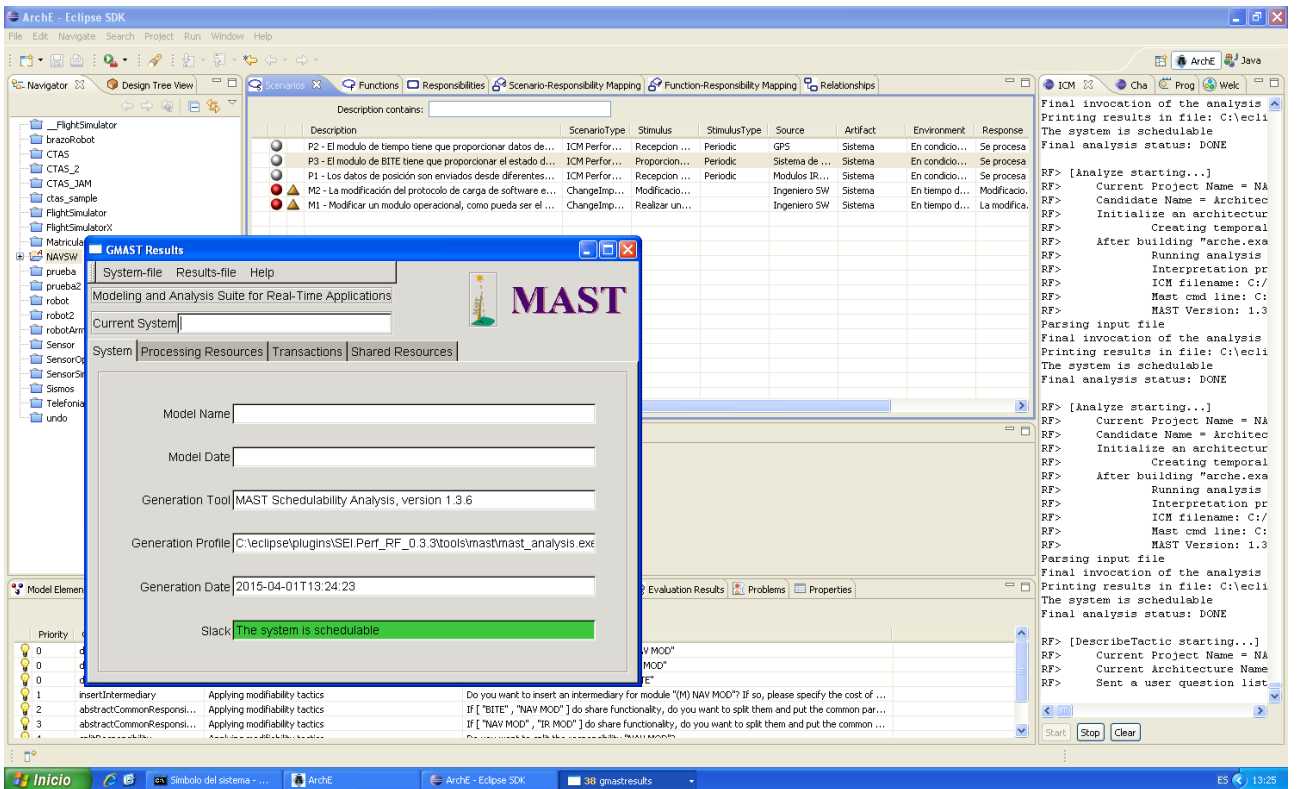 ArchE - Eclipse SDK
File Edit Navigate Search Project Run Window Help
ArchE Java
Navigator Design Tree View
__FlightSimulator
brazoRobot
CTAS
CTAS_2
CTAS_JAM
ctas_sample
FlightSimulator
FlightSimulatorX
Matricula
NAVSW
prueba
prueba2
robot
robot2
robotArm
Sensor
SensorOp
SensorSin
Sismos
Telefonia
undo
Scenarios Functions Responsibilities Scenario-Responsibility Mapping Function-Responsibility Mapping Relationships
Description contains:
Description ScenarioType Stimulus StimulusType Source Artifact Environment Response
P2 - El modulo de tiempo tiene que proporcionar datos de... ICM Perfor... Recepcion ... Periodic GPS Sistema En condicio... Se procesa
P3 - El modulo de BITE tiene que proporcionar el estado d... ICM Perfor... Proporcion... Periodic Sistema de ... Sistema En condicio... Se procesa
P1 - Los datos de posición son enviados desde diferentes... ICM Perfor... Recepcion ... Periodic Modulos IR... Sistema En condicio... Se procesa
M2 - La modificación del protocolo de carga de software e... ChangeImp... Modificacio... Ingeniero SW Sistema En tiempo d... Modificacio.
M1 - Modificar un modulo operacional, como pueda ser el ... ChangeImp... Realizar un... Ingeniero SW Sistema En tiempo d... La modifica.
GMAST Results
System-file Results-file Help
Modeling and Analysis Suite for Real-Time Applications
MAST
Current System
System Processing Resources Transactions Shared Resources
Model Name
Model Date
Generation Tool MAST Schedulability Analysis, version 1.3.6
Generation Profile C:\eclipse\plugins\SEI.Perf_RF_0.3.3\tools\mast\mast_analysis.exe
Generation Date 2015-04-01T13:24:23
Slack The system is schedulable
Model Elemen Evaluation Results Problems Properties
Priority
0 AV MOD"
0 MOD"
0 TE"
1 insertIntermediary Applying modifiability tactics Do you want to insert an intermediary for module "(M) NAV MOD"? If so, please specify the cost of ...
2 abstractCommonResponsi... Applying modifiability tactics If [ "BITE" , "NAV MOD" ] do share functionality, do you want to split them and put the common par...
3 abstractCommonResponsi... Applying modifiability tactics If [ "NAV MOD" , "IR MOD" ] do share functionality, do you want to split them and put the common ...
ICM Cha Prog Welc
Final invocation of the analysis
Printing results in file: C:\ecli
The system is schedulable
Final analysis status: DONE
RF> [Analyze starting...]
RF> Current Project Name = NA
RF> Candidate Name = Architec
RF> Initialize an architectur
RF> Creating temporal
RF> After building "arche.exa
RF> Running analysis
RF> Interpretation pr
RF> ICM filename: C:/
RF> Mast cmd line: C:
RF> MAST Version: 1.3
Parsing input file
Final invocation of the analysis
Printing results in file: C:\ecli
The system is schedulable
Final analysis status: DONE
RF> [Analyze starting...]
RF> Current Project Name = NA
RF> Candidate Name = Architec
RF> Initialize an architectur
RF> Creating temporal
RF> After building "arche.exa
RF> Running analysis
RF> Interpretation pr
RF> ICM filename: C:/
RF> Mast cmd line: C:
RF> MAST Version: 1.3
Parsing input file
Final invocation of the analysis
Printing results in file: C:\ecli
The system is schedulable
Final analysis status: DONE
RF> [DescribeTactic starting...]
RF> Current Project Name = NA
RF> Current Architecture Name
RF> Sent a user question list
Start Stop Clear
Inicio Símbolo del sistema - ... ArchE ArchE - Eclipse SDK 38 gmastresults ES 13:25